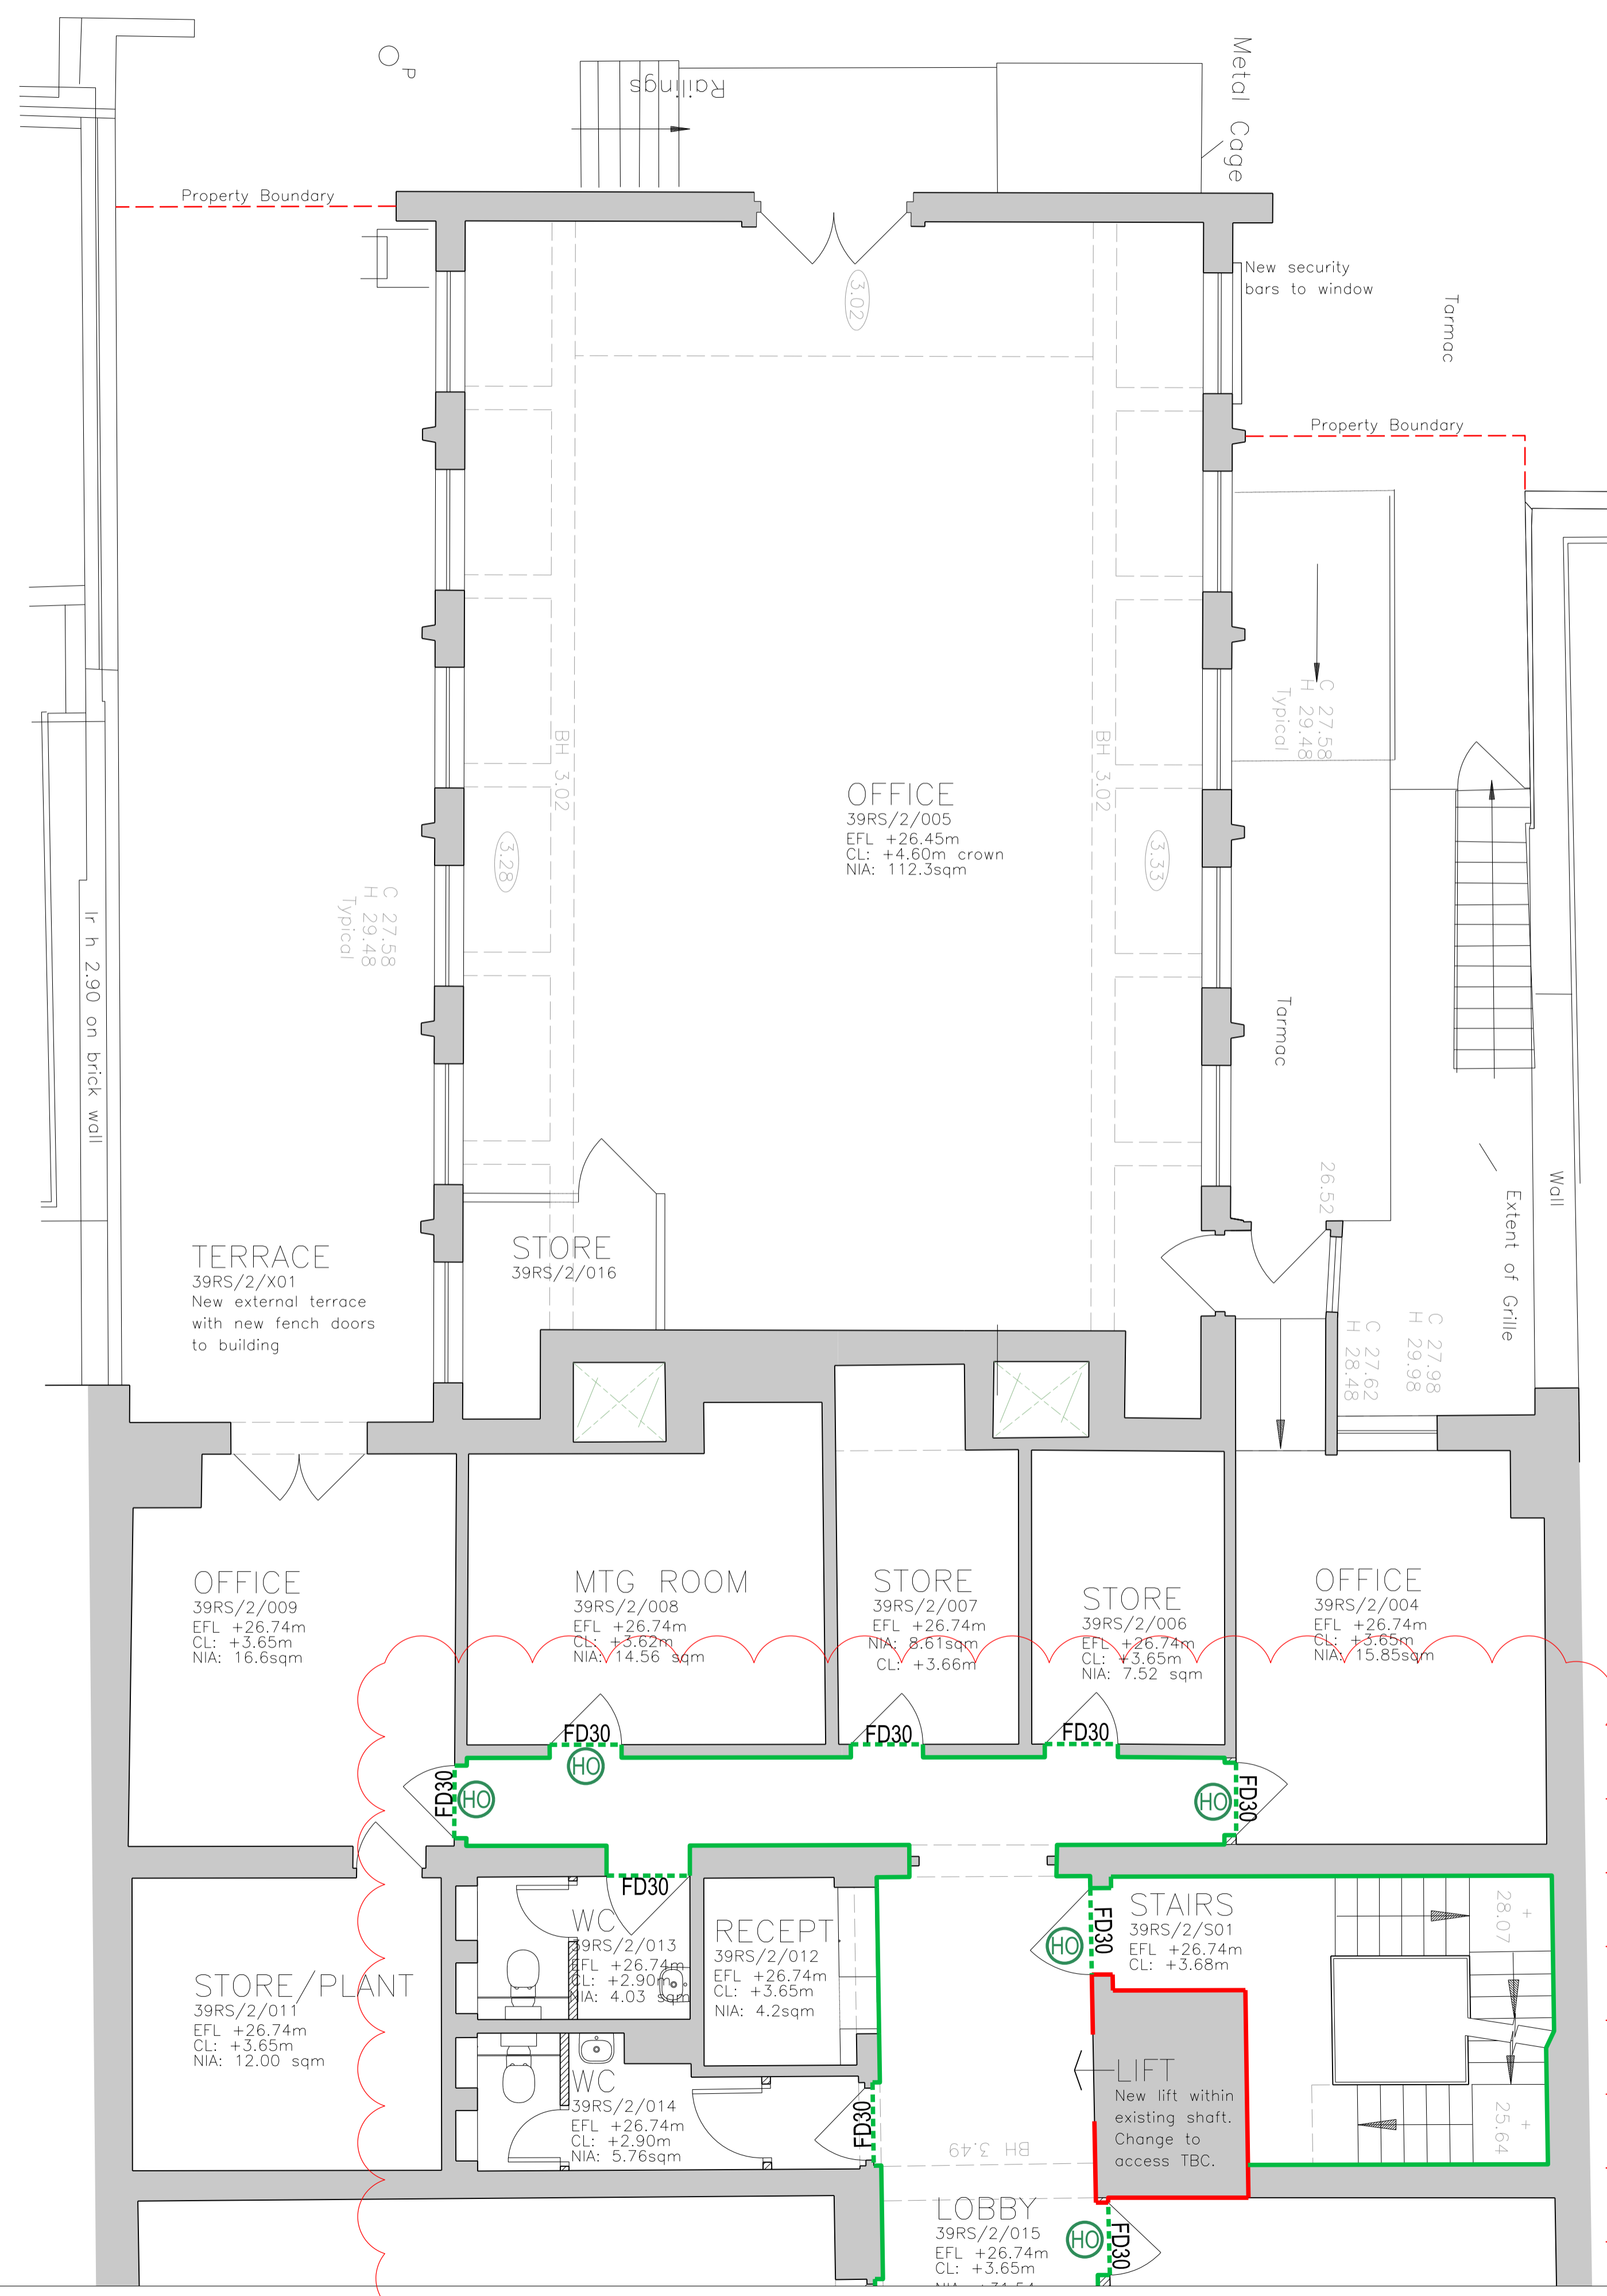 P
Railings
Metal Cage
Property Boundary
New security
bars to window
Tarmac
3.02
Property Boundary
C 27.58
H 29.48
Typical
BH 3.02
BH 3.02
OFFICE
39RS/2/005
EFL +26.45m
CL: +4.60m crown
NIA: 112.3sqm
3.28
3.33
C 27.58
H 29.48
Typical
Ir h 2.90 on brick wall
Tarmac
26.52
Wall
Extent of Grille
TERRACE
39RS/2/X01
New external terrace
with new fench doors
to building
STORE
39RS/2/016
C 27.62
H 28.48
C 27.98
H 29.98
OFFICE
39RS/2/009
EFL +26.74m
CL: +3.65m
NIA: 16.6sqm
MTG ROOM
39RS/2/008
EFL +26.74m
CL: +3.62m
NIA: 14.56 sqm
STORE
39RS/2/007
EFL +26.74m
NIA: 8.61sqm
CL: +3.66m
STORE
39RS/2/006
EFL +26.74m
CL: +3.65m
NIA: 7.52 sqm
OFFICE
39RS/2/004
EFL +26.74m
CL: +3.65m
NIA: 15.85sqm
FD30
FD30
FD30
HO
FD30
HO
HO
FD30
FD30
WC
39RS/2/013
EFL +26.74m
CL: +2.90m
NIA: 4.03 sqm
RECEPT
39RS/2/012
EFL +26.74m
CL: +3.65m
NIA: 4.2sqm
HO
FD30
STAIRS
39RS/2/S01
EFL +26.74m
CL: +3.68m
28.07
STORE/PLANT
39RS/2/011
EFL +26.74m
CL: +3.65m
NIA: 12.00 sqm
WC
39RS/2/014
EFL +26.74m
CL: +2.90m
NIA: 5.76sqm
FD30
LIFT
New lift within
existing shaft.
Change to
access TBC.
25.64
BH 3.49
LOBBY
39RS/2/015
EFL +26.74m
CL: +3.65m
HO
FD30